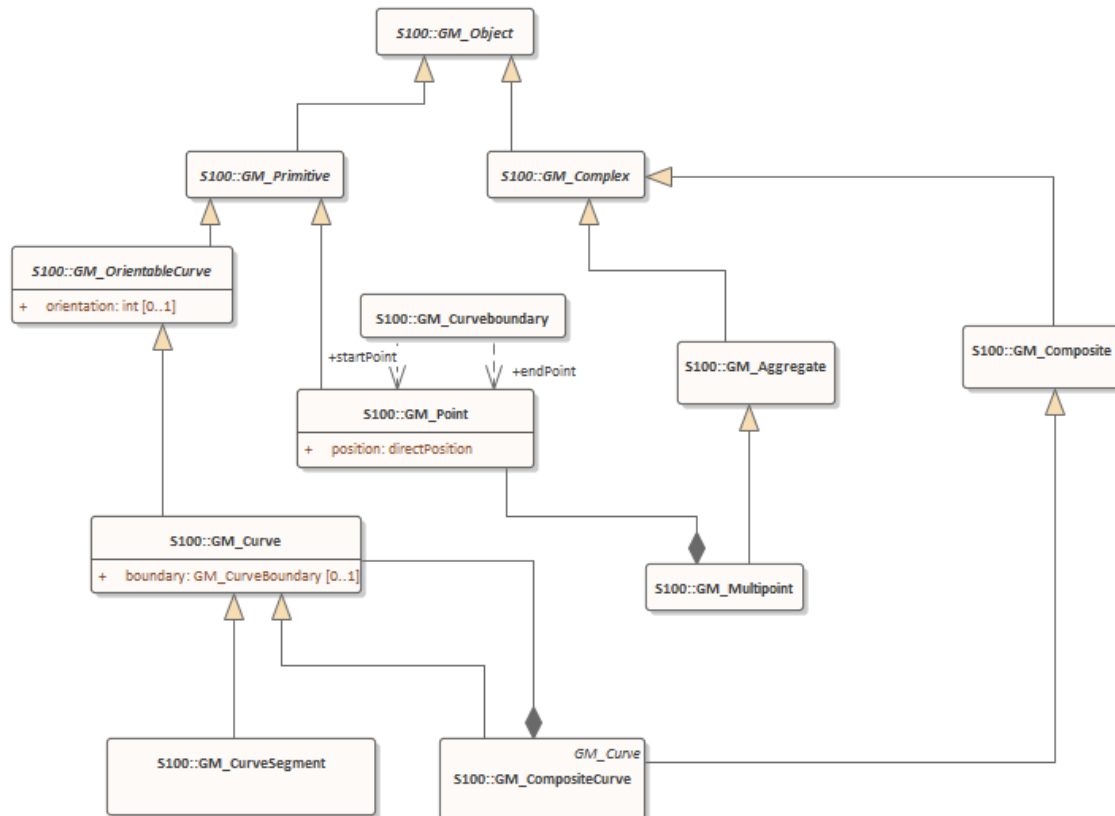 S100::GM_Object
S100::GM_Primitive
S100::GM_Complex
S100::GM_OrientableCurve
+ orientation: int [0..1]
S100::GM_Curveboundary
+startPoint
+endPoint
S100::GM_Aggregate
S100::GM_Composite
S100::GM_Point
+ position: directPosition
S100::GM_Curve
+ boundary: GM_CurveBoundary [0..1]
S100::GM_Multipoint
S100::GM_CurveSegment
GM_Curve
S100::GM_CompositeCurve